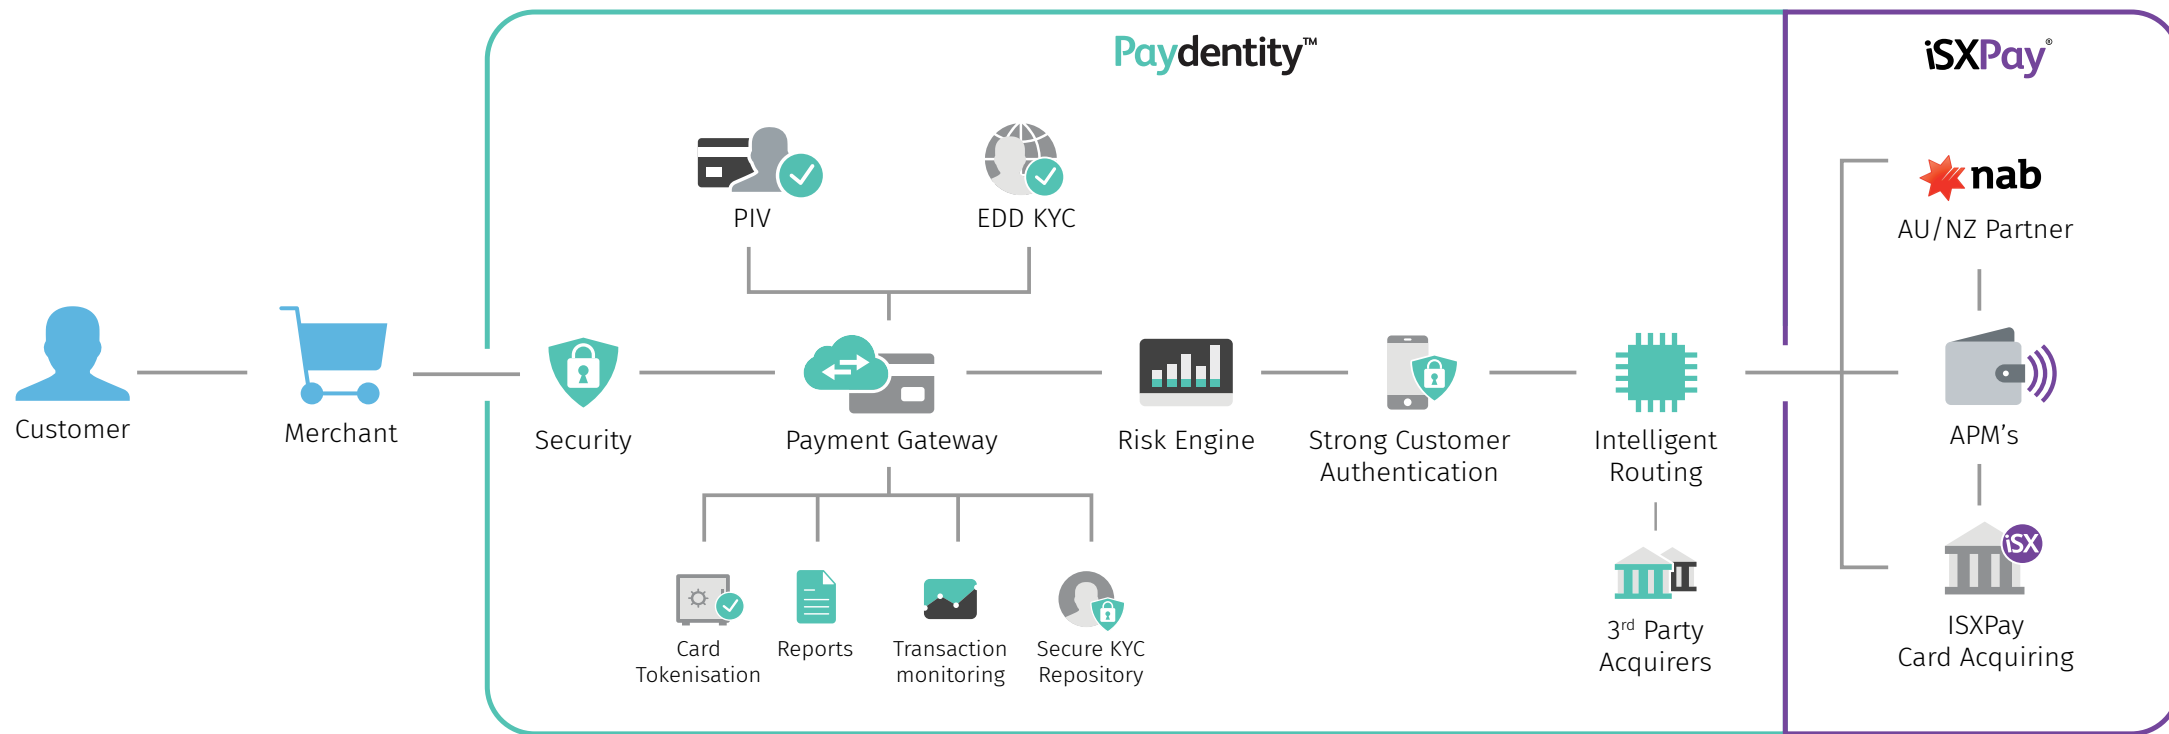 Paydentity™
iSXPay®
PIV
EDD KYC
nab
AU/NZ Partner
Customer
Merchant
Security
Payment Gateway
Risk Engine
Strong Customer
Authentication
Intelligent
Routing
APM's
Card
Tokenisation
Reports
Transaction
monitoring
Secure KYC
Repository
3rd Party
Acquirers
iSX
ISXPay
Card Acquiring